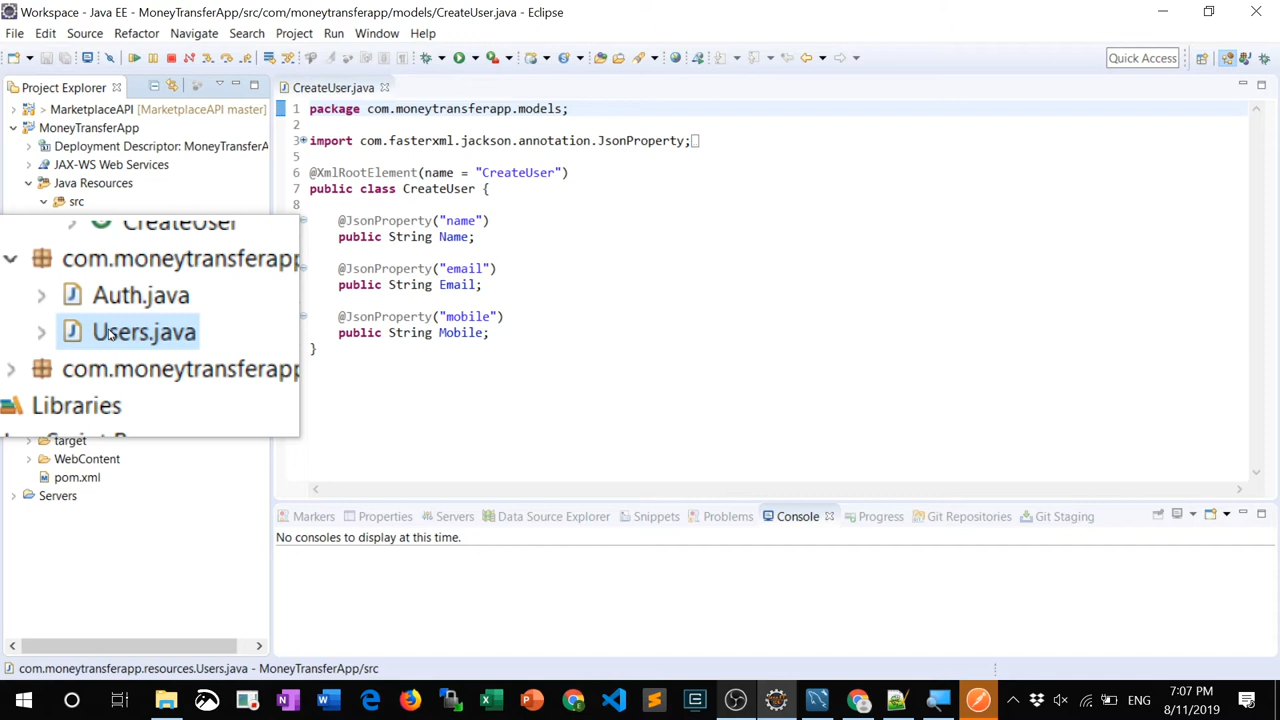 Workspace - Java EE - MoneyTransferApp/src/com/moneytransferapp/models/CreateUser.java - Eclipse
File Edit Source Refactor Navigate Search Project Run Window Help
Quick Access
Project Explorer
CreateUser.java
MarketplaceAPI [MarketplaceAPI master]
MoneyTransferApp
Deployment Descriptor: MoneyTransferA
JAX-WS Web Services
Java Resources
src
CreateUser
com.moneytransferapp
Auth.java
Users.java
com.moneytransferapp
Libraries
target
WebContent
pom.xml
Servers
1 package com.moneytransferapp.models;
2
3 import com.fasterxml.jackson.annotation.JsonProperty;
5
6 @XmlRootElement(name = "CreateUser")
7 public class CreateUser {
8
@JsonProperty("name")
public String Name;
@JsonProperty("email")
public String Email;
@JsonProperty("mobile")
public String Mobile;
}
Markers Properties Servers Data Source Explorer Snippets Problems Console Progress Git Repositories Git Staging
No consoles to display at this time.
com.moneytransferapp.resources.Users.java - MoneyTransferApp/src
ENG
7:07 PM
8/11/2019